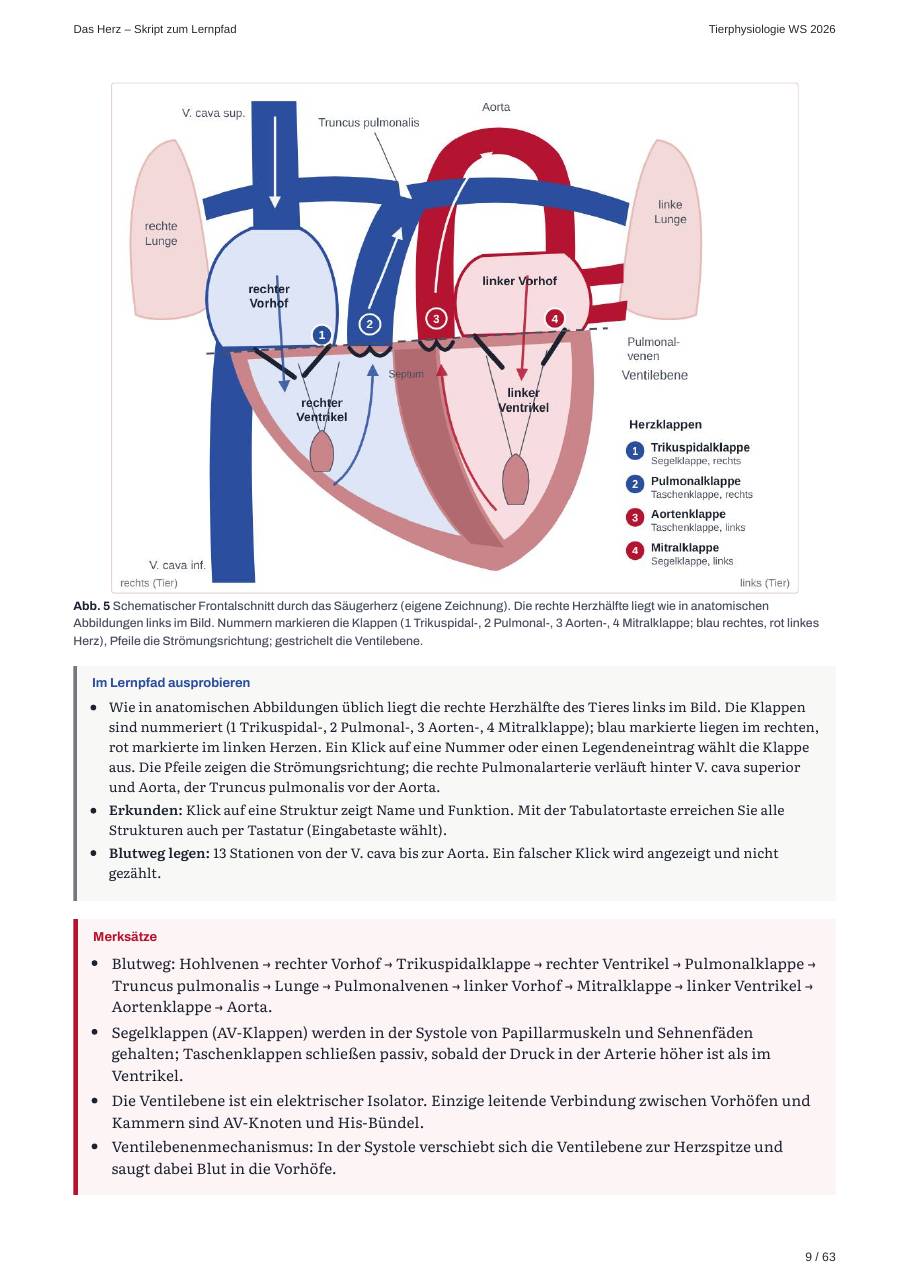 Das Herz – Skript zum Lernpfad
Tierphysiologie WS 2026
V. cava sup.
Truncus pulmonalis
Aorta
rechte
Lunge
linke
Lunge
rechter
Vorhof
linker Vorhof
1
2
3
4
Pulmonal-
venen
Ventilebene
Septum
rechter
Ventrikel
linker
Ventrikel
Herzklappen
1 Trikuspidalklappe
Segelklappe, rechts
2 Pulmonalklappe
Taschenklappe, rechts
3 Aortenklappe
Taschenklappe, links
4 Mitralklappe
Segelklappe, links
V. cava inf.
rechts (Tier)
links (Tier)
Abb. 5 Schematischer Frontalschnitt durch das Säugerherz (eigene Zeichnung). Die rechte Herzhälfte liegt wie in anatomischen
Abbildungen links im Bild. Nummern markieren die Klappen (1 Trikuspidal-, 2 Pulmonal-, 3 Aorten-, 4 Mitralklappe; blau rechtes, rot linkes
Herz), Pfeile die Strömungsrichtung; gestrichelt die Ventilebene.
Im Lernpfad ausprobieren
• Wie in anatomischen Abbildungen üblich liegt die rechte Herzhälfte des Tieres links im Bild. Die Klappen
sind nummeriert (1 Trikuspidal-, 2 Pulmonal-, 3 Aorten-, 4 Mitralklappe); blau markierte liegen im rechten,
rot markierte im linken Herzen. Ein Klick auf eine Nummer oder einen Legendeneintrag wählt die Klappe
aus. Die Pfeile zeigen die Strömungsrichtung; die rechte Pulmonalarterie verläuft hinter V. cava superior
und Aorta, der Truncus pulmonalis vor der Aorta.
• Erkunden: Klick auf eine Struktur zeigt Name und Funktion. Mit der Tabulatortaste erreichen Sie alle
Strukturen auch per Tastatur (Eingabetaste wählt).
• Blutweg legen: 13 Stationen von der V. cava bis zur Aorta. Ein falscher Klick wird angezeigt und nicht
gezählt.
Merksätze
• Blutweg: Hohlvenen → rechter Vorhof → Trikuspidalklappe → rechter Ventrikel → Pulmonalklappe →
Truncus pulmonalis → Lunge → Pulmonalvenen → linker Vorhof → Mitralklappe → linker Ventrikel →
Aortenklappe → Aorta.
• Segelklappen (AV-Klappen) werden in der Systole von Papillarmuskeln und Sehnenfäden
gehalten; Taschenklappen schließen passiv, sobald der Druck in der Arterie höher ist als im
Ventrikel.
• Die Ventilebene ist ein elektrischer Isolator. Einzige leitende Verbindung zwischen Vorhöfen und
Kammern sind AV-Knoten und His-Bündel.
• Ventilebenenmechanismus: In der Systole verschiebt sich die Ventilebene zur Herzspitze und
saugt dabei Blut in die Vorhöfe.
9 / 63